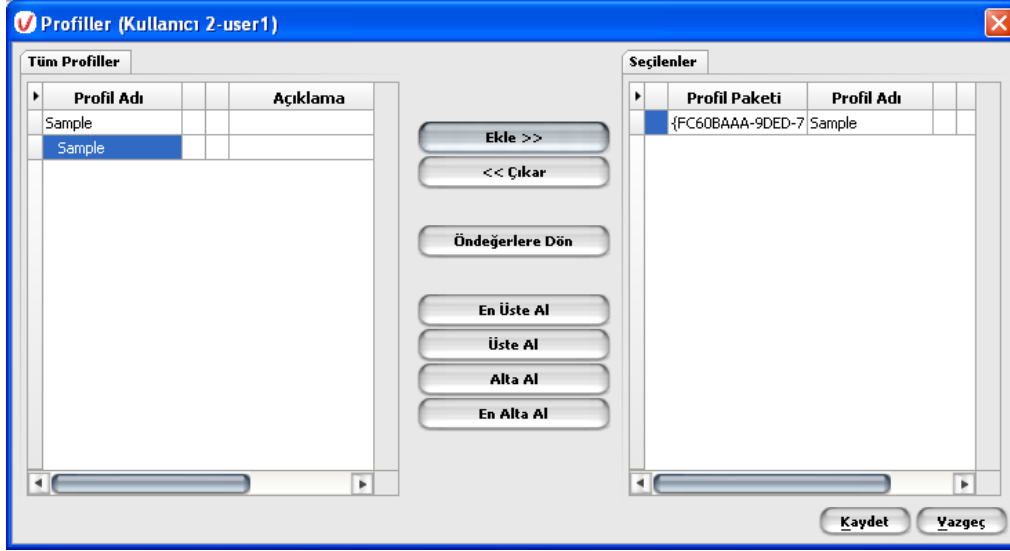 Profiller (Kullanıcı 2-user1)
Tüm Profiller
Profil Adı Açıklama
Sample
Sample
Ekle >>
<< Çıkar
Öndeğerlere Dön
En Üste Al
Üste Al
Alta Al
En Alta Al
Seçilenler
Profil Paketi Profil Adı
{FC60BAAA-9DED-7 Sample
Kaydet Vazgeç